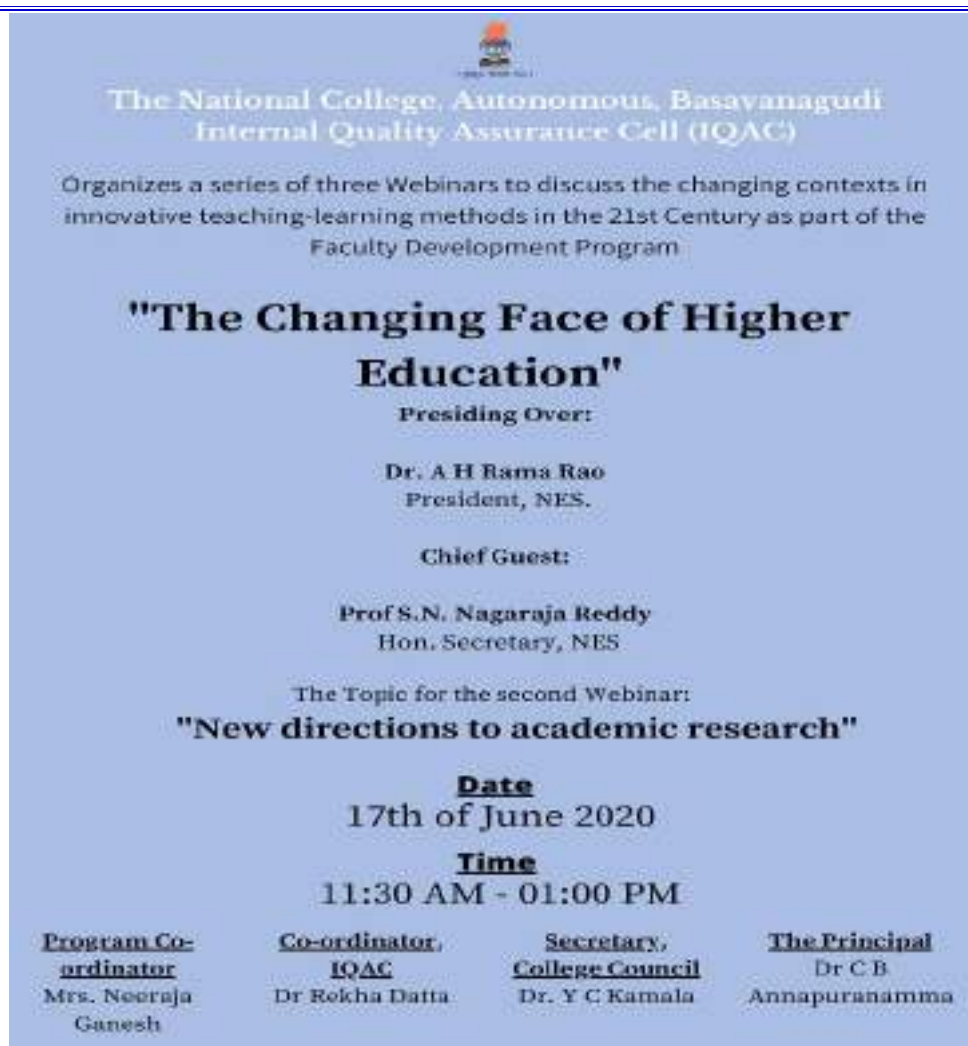 The National College, Autonomous, Basavanagudi
Internal Quality Assurance Cell (IQAC)
Organizes a series of three Webinars to discuss the changing contexts in
innovative teaching-learning methods in the 21st Century as part of the
Faculty Development Program
"The Changing Face of Higher
Education"
Presiding Over:
Dr. A H Rama Rao
President, NES.
Chief Guest:
Prof S.N. Nagaraja Reddy
Hon. Secretary, NES
The Topic for the second Webinar:
"New directions to academic research"
Date
17th of June 2020
Time
11:30 AM - 01:00 PM
Program Co-
ordinator
Mrs. Neeraja
Ganesh
Co-ordinator,
IQAC
Dr Rekha Datta
Secretary,
College Council
Dr. Y C Kamala
The Principal
Dr C B
Annapuranamma